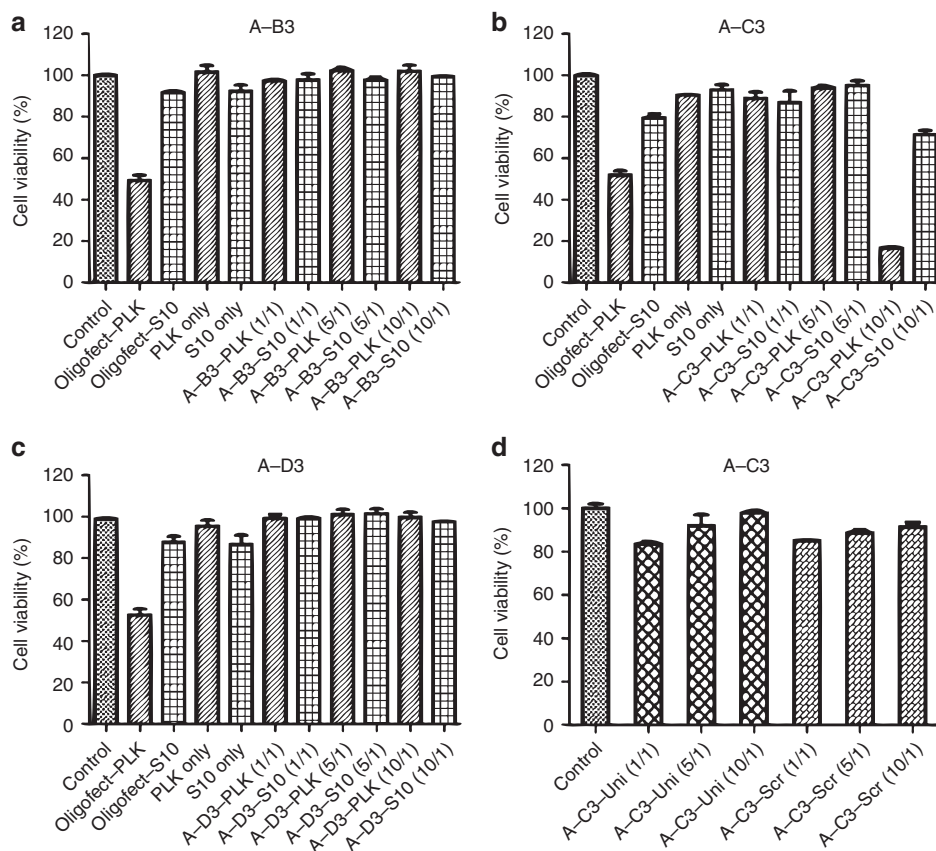 a
A–B3
Cell viability (%)
120
100
80
60
40
20
0
Control
Oligofect–PLK
Oligofect–S10
PLK only
S10 only
A–B3–PLK (1/1)
A–B3–S10 (1/1)
A–B3–PLK (5/1)
A–B3–S10 (5/1)
A–B3–PLK (10/1)
A–B3–S10 (10/1)
b
A–C3
Cell viability (%)
120
100
80
60
40
20
0
Control
Oligofect–PLK
Oligofect–S10
PLK only
S10 only
A–C3–PLK (1/1)
A–C3–S10 (1/1)
A–C3–PLK (5/1)
A–C3–S10 (5/1)
A–C3–PLK (10/1)
A–C3–S10 (10/1)
c
A–D3
Cell viability (%)
120
100
80
60
40
20
0
Control
Oligofect–PLK
Oligofect–S10
PLK only
S10 only
A–D3–PLK (1/1)
A–D3–S10 (1/1)
A–D3–PLK (5/1)
A–D3–S10 (5/1)
A–D3–PLK (10/1)
A–D3–S10 (10/1)
d
A–C3
Cell viability (%)
120
100
80
60
40
20
0
Control
A–C3–Uni (1/1)
A–C3–Uni (5/1)
A–C3–Uni (10/1)
A–C3–Scr (1/1)
A–C3–Scr (5/1)
A–C3–Scr (10/1)